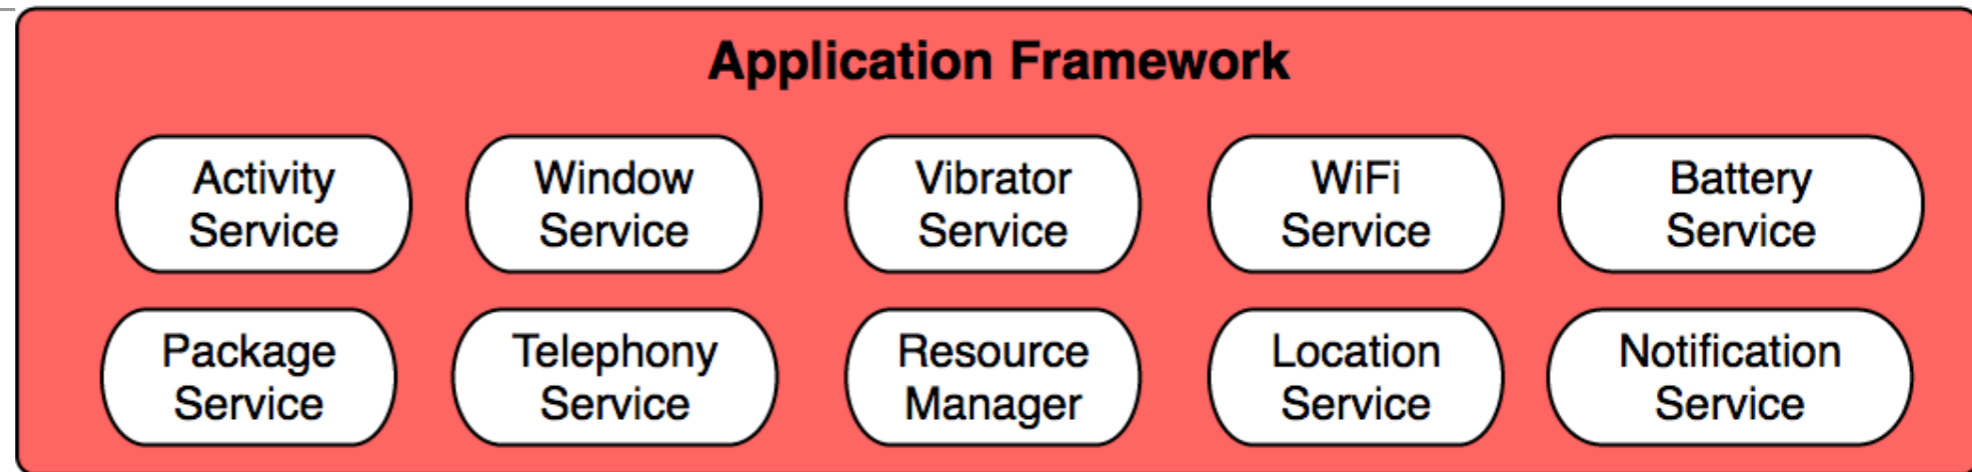 Application Framework
Activity
Service
Window
Service
Vibrator
Service
WiFi
Service
Battery
Service
Package
Service
Telephony
Service
Resource
Manager
Location
Service
Notification
Service